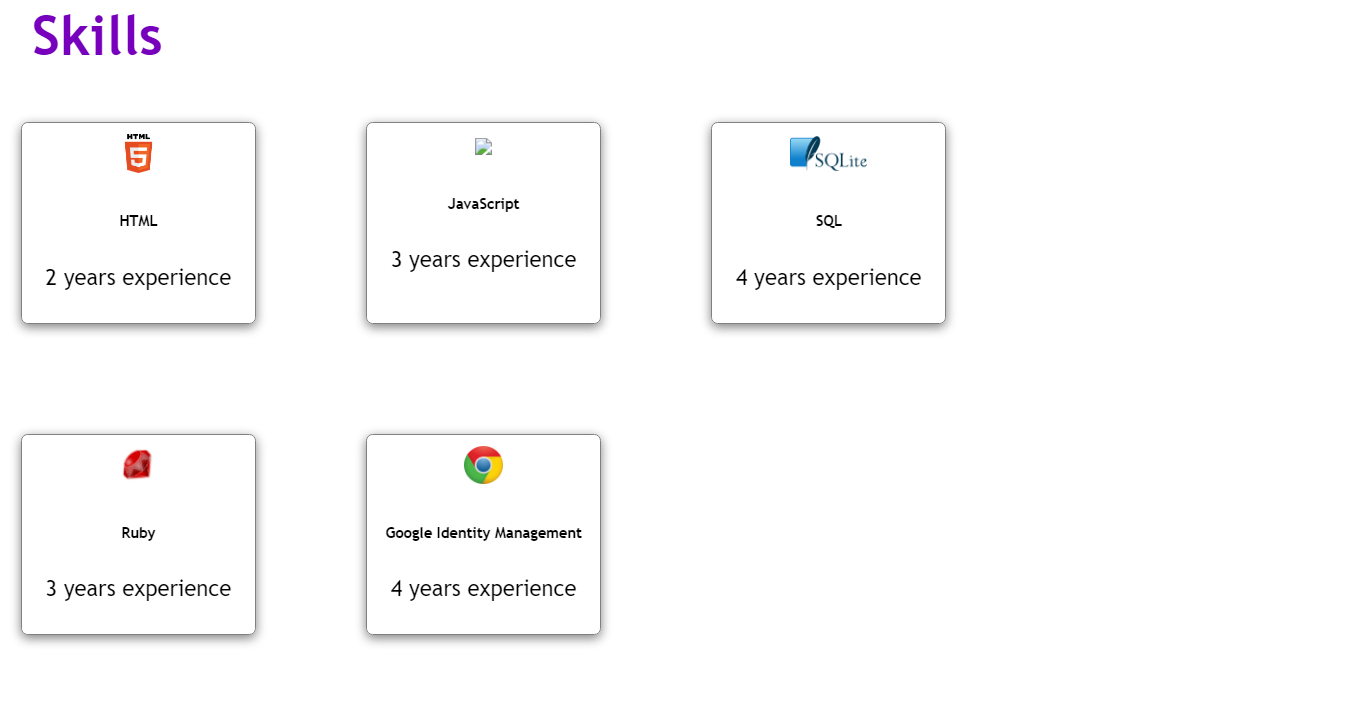 Skills
HTML
HTML
2 years experience
JavaScript
3 years experience
SQLite
SQL
4 years experience
Ruby
3 years experience
Google Identity Management
4 years experience